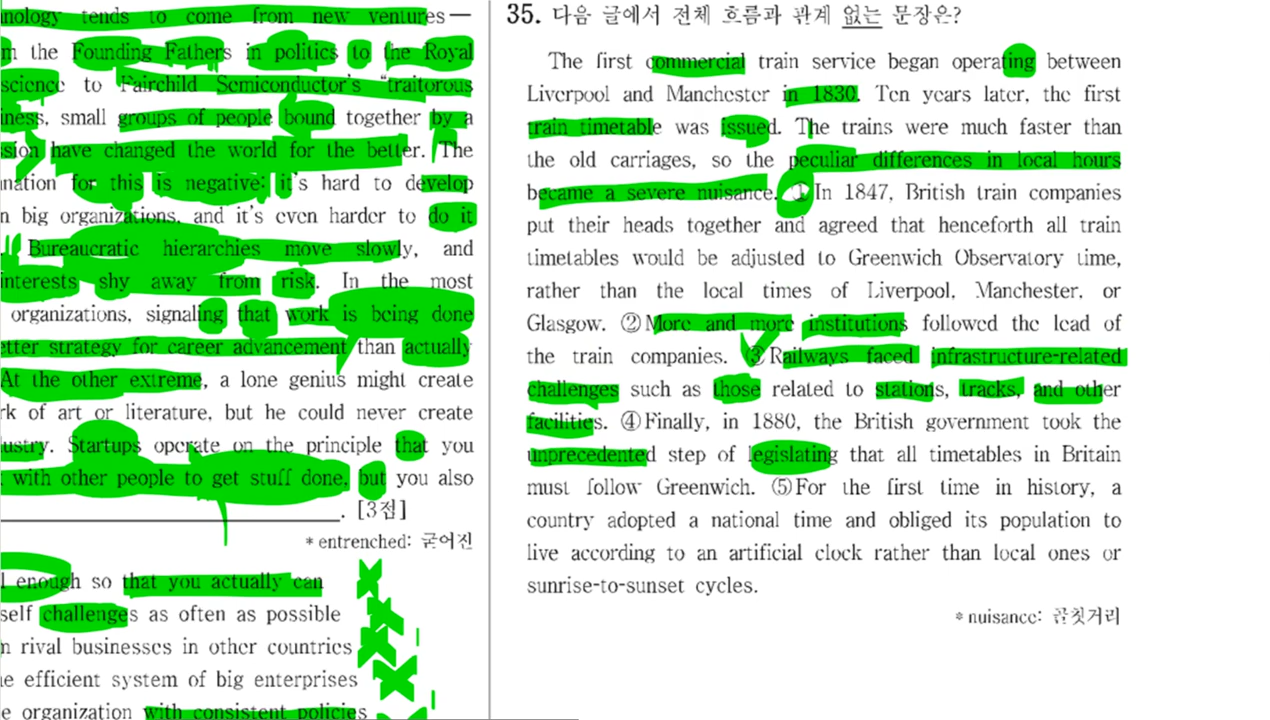 nology tends to come from new ventures—
m the Founding Fathers in politics to the Royal
science to Fairchild Semiconductor's "traitorous
iness, small groups of people bound together by a
ssion have changed the world for the better. The
nation for this is negative: it's hard to develop
n big organizations, and it's even harder to do it
. Bureaucratic hierarchies move slowly, and
interests shy away from risk. In the most
organizations, signaling that work is being done
etter strategy for career advancement than actually
At the other extreme, a lone genius might create
rk of art or literature, but he could never create
ustry. Startups operate on the principle that you
with other people to get stuff done, but you also
. [3점]
* entrenched: 굳어진
l enough so that you actually can
self challenges as often as possible
n rival businesses in other countries
ne efficient system of big enterprises
e organization with consistent policies
35. 다음 글에서 전체 흐름과 관계 없는 문장은?
The first commercial train service began operating between
Liverpool and Manchester in 1830. Ten years later, the first
train timetable was issued. The trains were much faster than
the old carriages, so the peculiar differences in local hours
became a severe nuisance. ① In 1847, British train companies
put their heads together and agreed that henceforth all train
timetables would be adjusted to Greenwich Observatory time,
rather than the local times of Liverpool, Manchester, or
Glasgow. ② More and more institutions followed the lead of
the train companies. ③ Railways faced infrastructure-related
challenges such as those related to stations, tracks, and other
facilities. ④ Finally, in 1880, the British government took the
unprecedented step of legislating that all timetables in Britain
must follow Greenwich. ⑤ For the first time in history, a
country adopted a national time and obliged its population to
live according to an artificial clock rather than local ones or
sunrise-to-sunset cycles.
* nuisance: 골칫거리